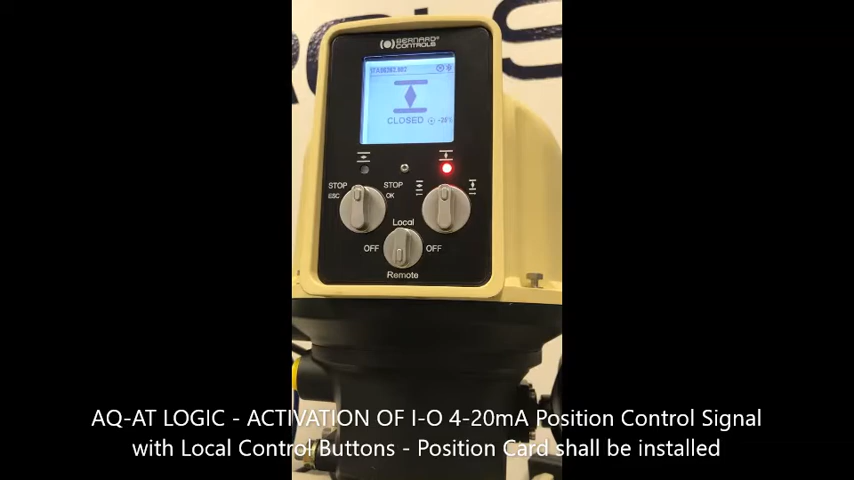 BERNARD®
CONTROLS
CLOSED
STOP
ESC
STOP
OK
Local
OFF
OFF
Remote
AQ-AT LOGIC - ACTIVATION OF I-O 4-20mA Position Control Signal
with Local Control Buttons - Position Card shall be installed